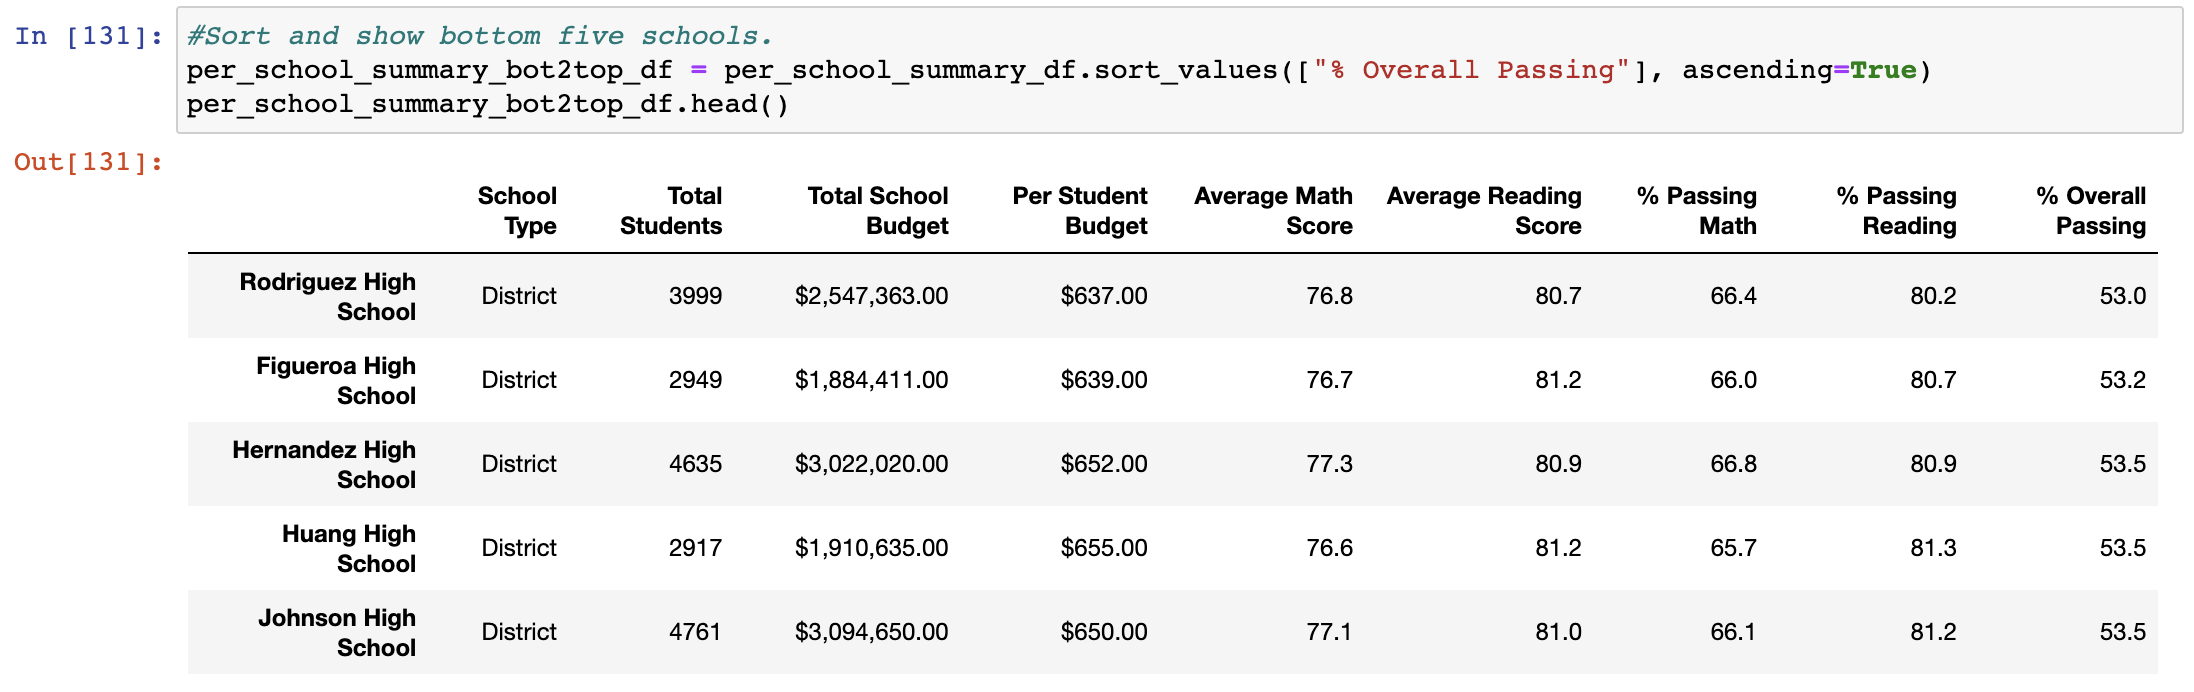 In [131]:
#Sort and show bottom five schools.
per_school_summary_bot2top_df = per_school_summary_df.sort_values(["% Overall Passing"], ascending=True)
per_school_summary_bot2top_df.head()
Out[131]:
School Type Total Students Total School Budget Per Student Budget Average Math Score Average Reading Score % Passing Math % Passing Reading % Overall Passing
Rodriguez High School District 3999 $2,547,363.00 $637.00 76.8 80.7 66.4 80.2 53.0
Figueroa High School District 2949 $1,884,411.00 $639.00 76.7 81.2 66.0 80.7 53.2
Hernandez High School District 4635 $3,022,020.00 $652.00 77.3 80.9 66.8 80.9 53.5
Huang High School District 2917 $1,910,635.00 $655.00 76.6 81.2 65.7 81.3 53.5
Johnson High School District 4761 $3,094,650.00 $650.00 77.1 81.0 66.1 81.2 53.5